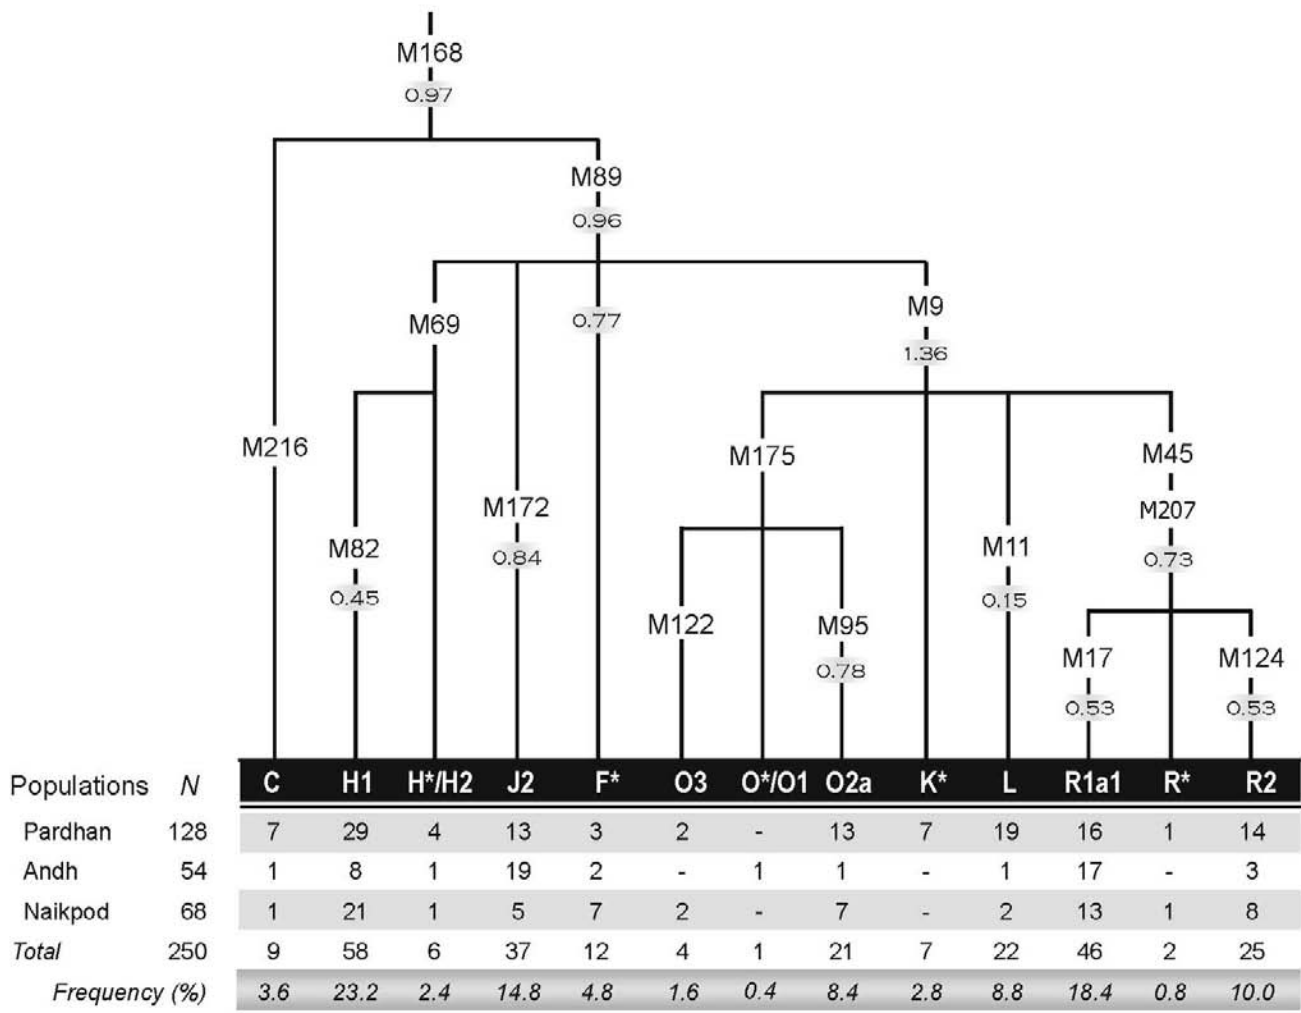 M168
0.97
M89
0.96
M9
M69
0.77
1.36
M216
M175
M45
M172
M207
M82
0.84
M11
0.73
0.45
0.15
M122
M95
M17
M124
0.78
0.53
0.53
Populations N C H1 H*/H2 J2 F* O3 O*/O1 O2a K* L R1a1 R* R2
Pardhan 128 7 29 4 13 3 2 - 13 7 19 16 1 14
Andh 54 1 8 1 19 2 - 1 1 - 1 17 - 3
Naikpod 68 1 21 1 5 7 2 - 7 - 2 13 1 8
Total 250 9 58 6 37 12 4 1 21 7 22 46 2 25
Frequency (%) 3.6 23.2 2.4 14.8 4.8 1.6 0.4 8.4 2.8 8.8 18.4 0.8 10.0